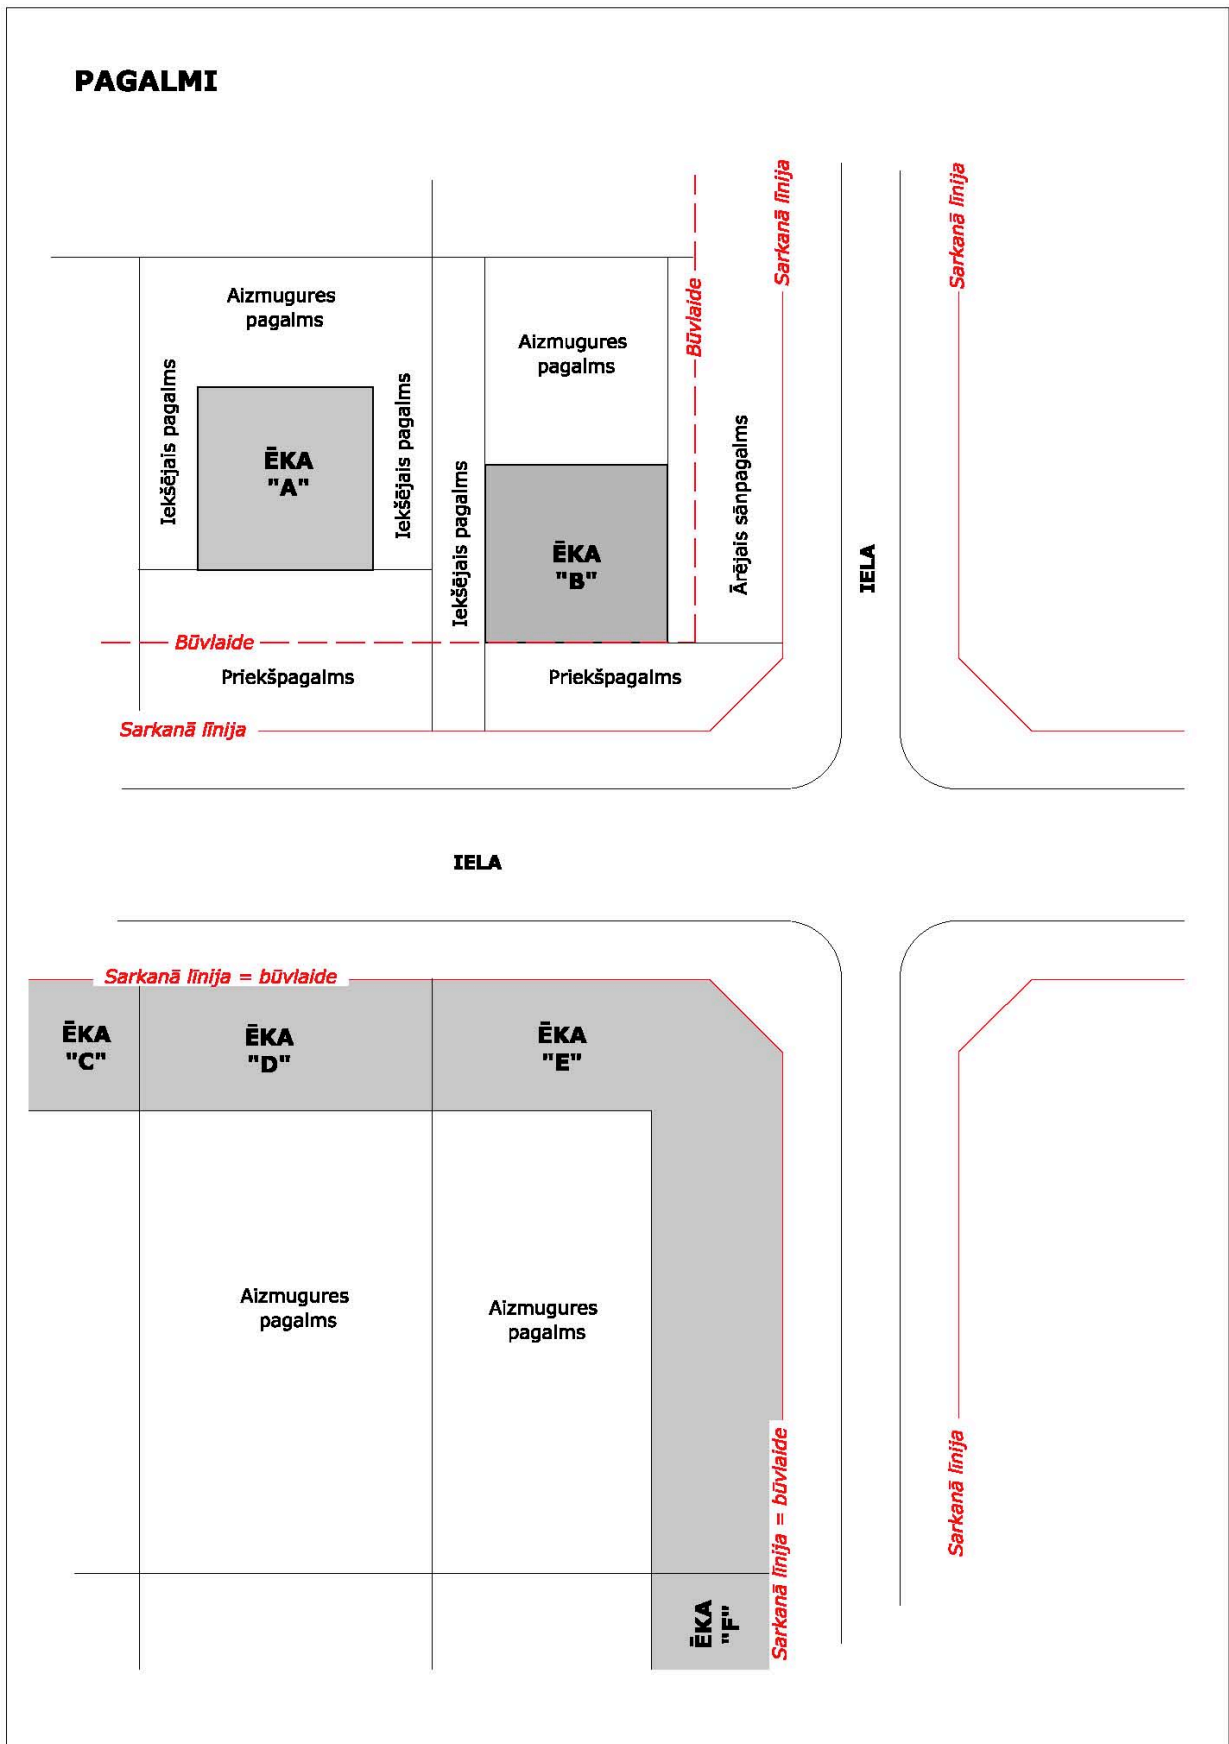 PAGALMI
Sarkanā līnija
Sarkanā līnija
Aizmugures
pagalms
Būvlaide
Aizmugures
pagalms
Iekšējais pagalms
ĒKA
"A"
Iekšējais pagalms
Iekšējais pagalms
ĒKA
"B"
Ārējais sānpagalms
IELA
Būvlaide
Priekšpagalms
Priekšpagalms
Sarkanā līnija
IELA
Sarkanā līnija = būvlaide
ĒKA
"C"
ĒKA
"D"
ĒKA
"E"
Aizmugures
pagalms
Aizmugures
pagalms
Sarkanā līnija = būvlaide
Sarkanā līnija
ĒKA
"F"